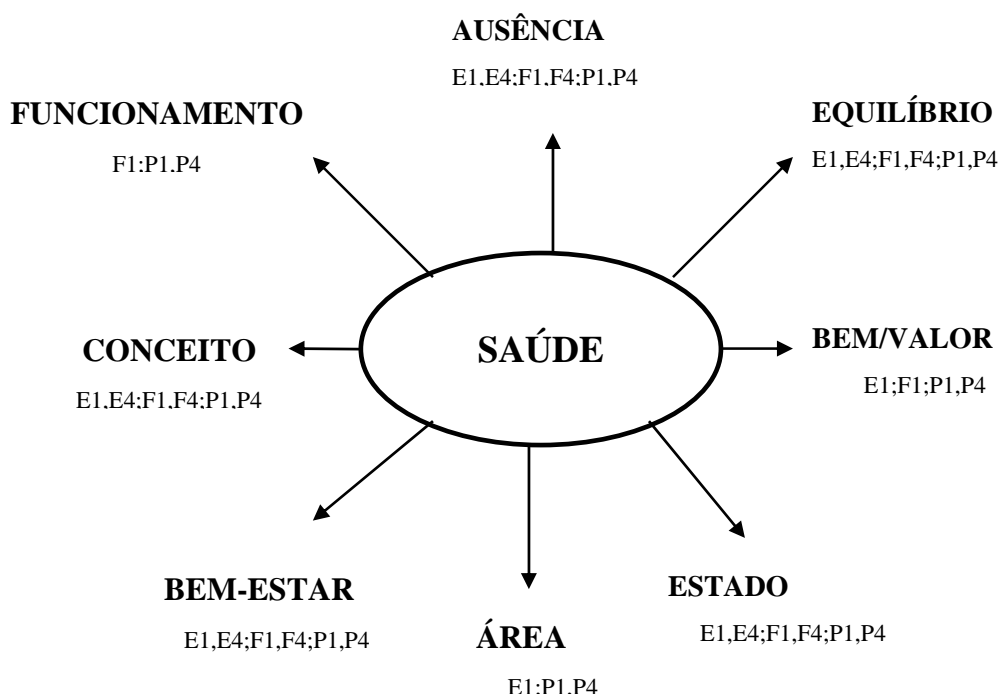 AUSÊNCIA
E1,E4;F1,F4;P1,P4
FUNCIONAMENTO
F1;P1,P4
EQUILÍBRIO
E1,E4;F1,F4;P1,P4
CONCEITO
E1,E4;F1,F4;P1,P4
SAÚDE
BEM/VALOR
E1;F1;P1,P4
BEM-ESTAR
E1,E4;F1,F4;P1,P4
ÁREA
E1;P1,P4
ESTADO
E1,E4;F1,F4;P1,P4